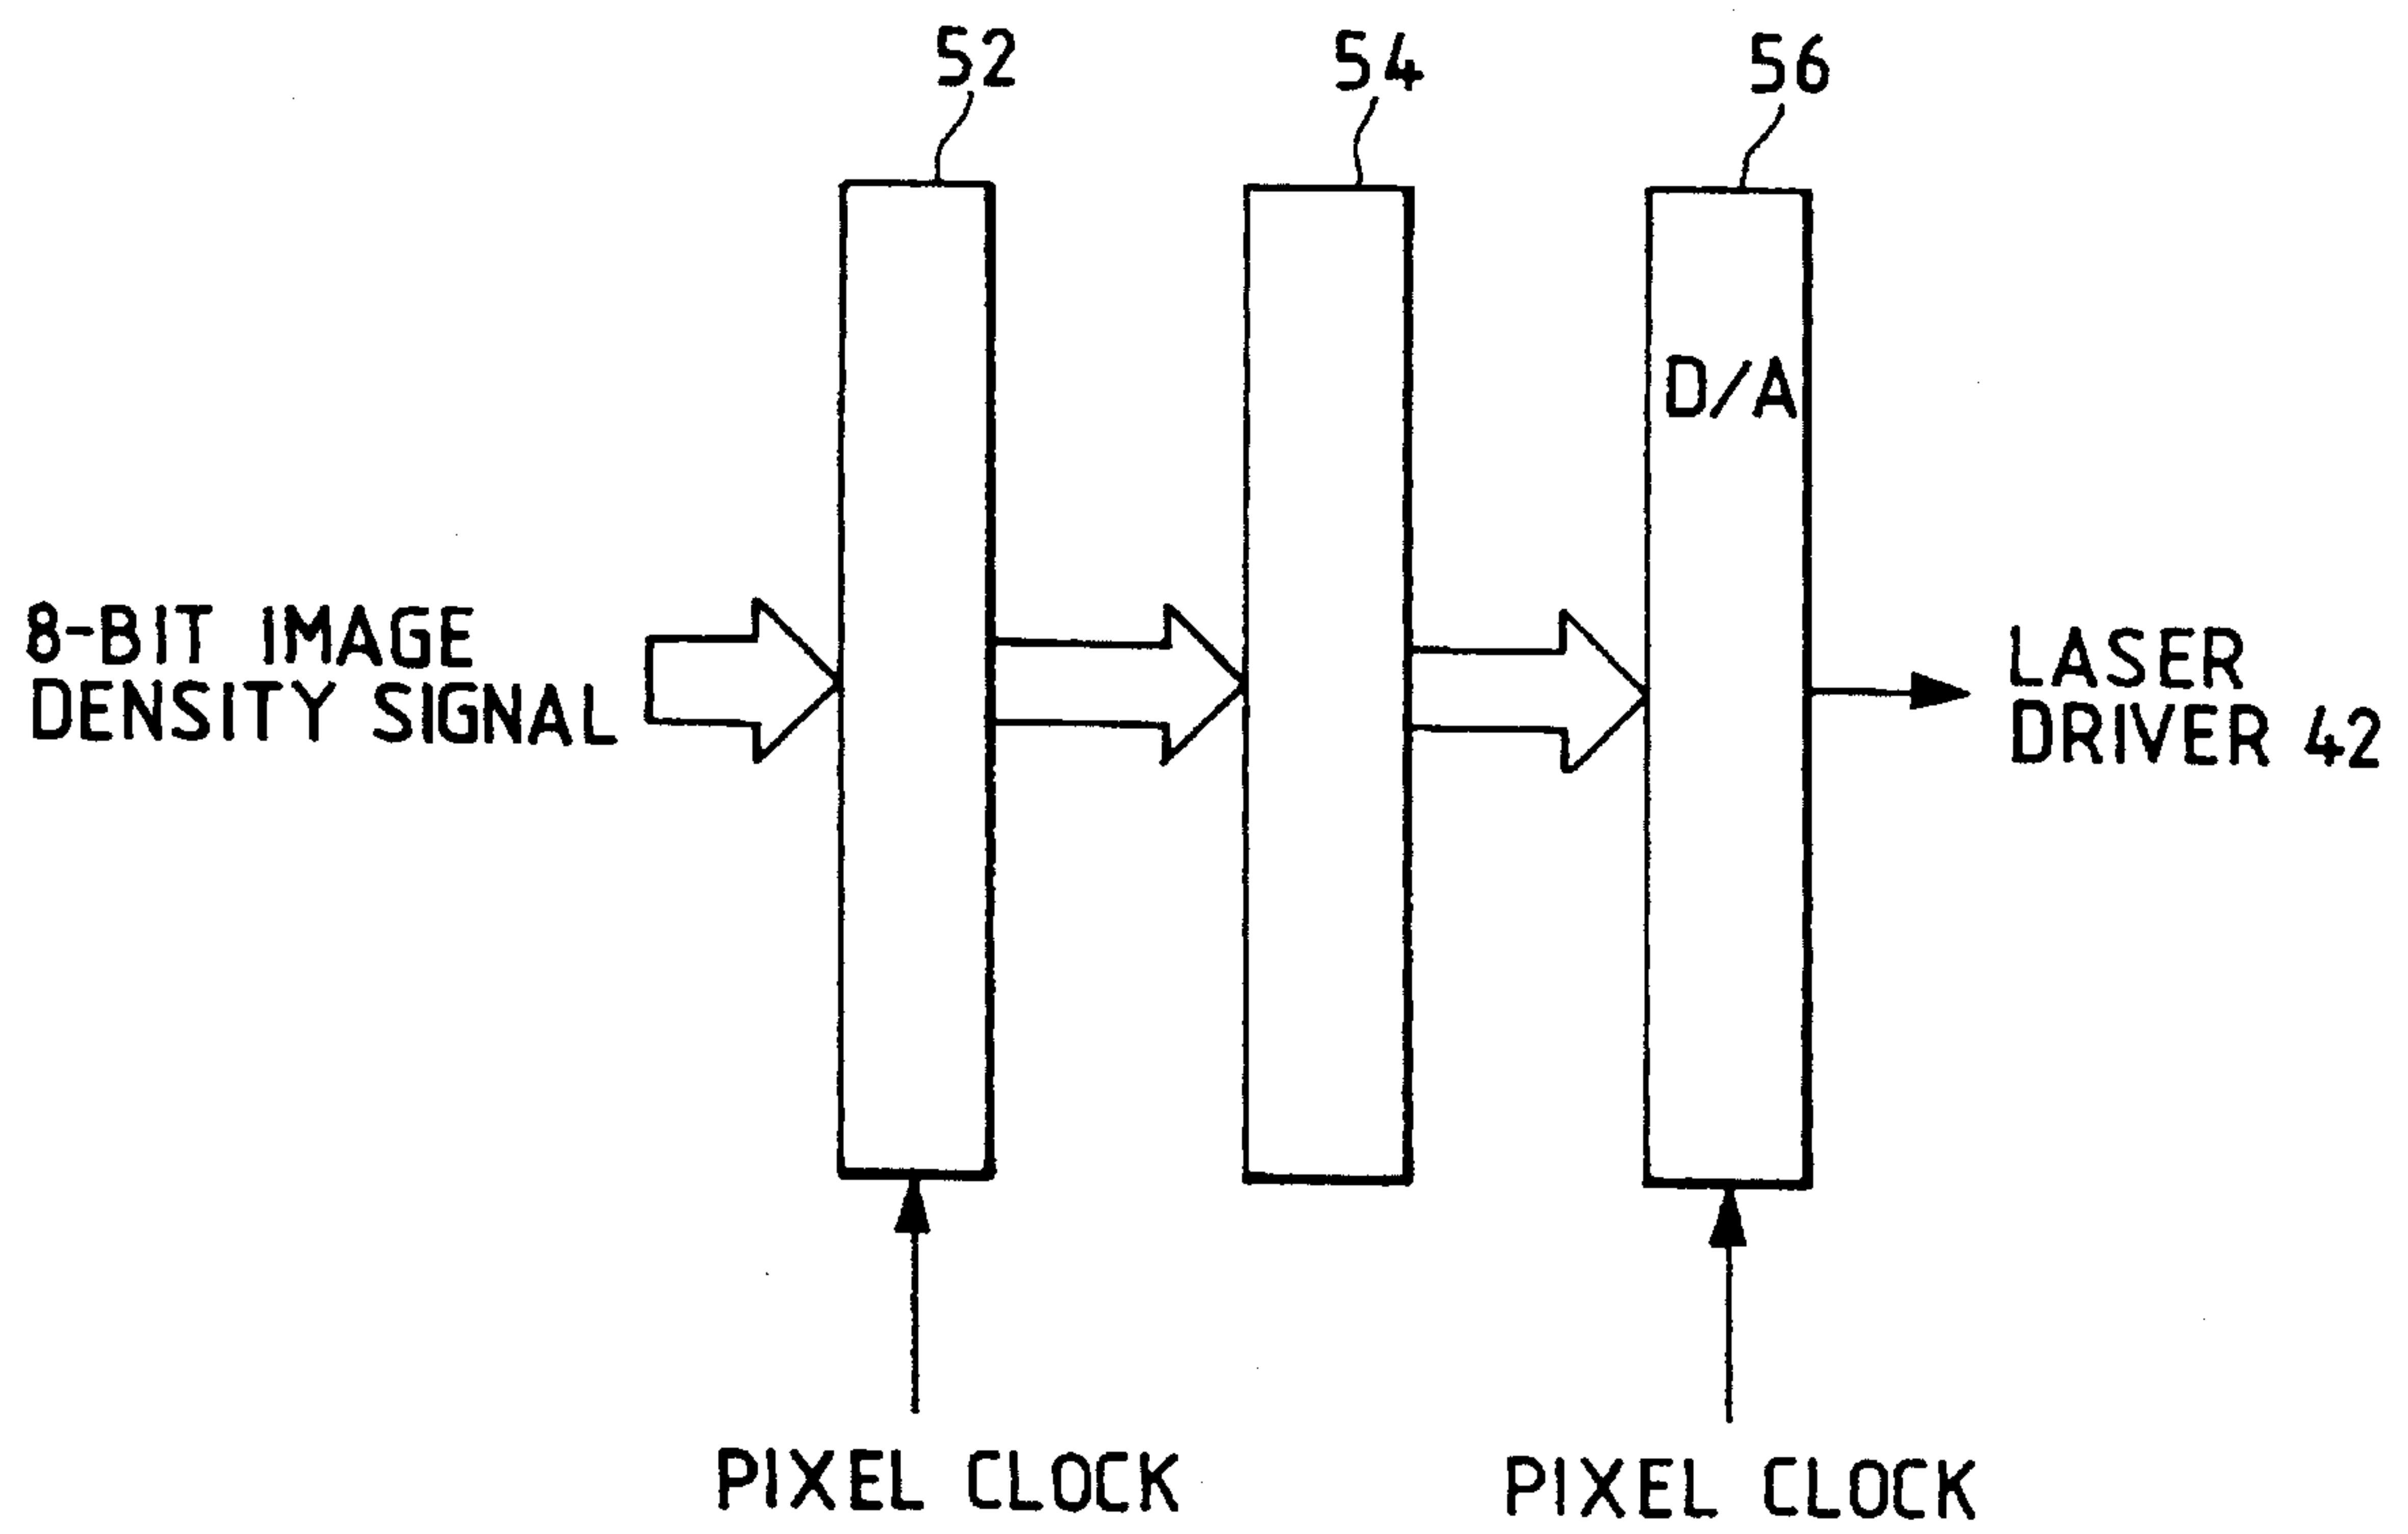 52
54
56
D/A
8-BIT IMAGE
DENSITY SIGNAL
LASER
DRIVER 42
PIXEL CLOCK
PIXEL CLOCK